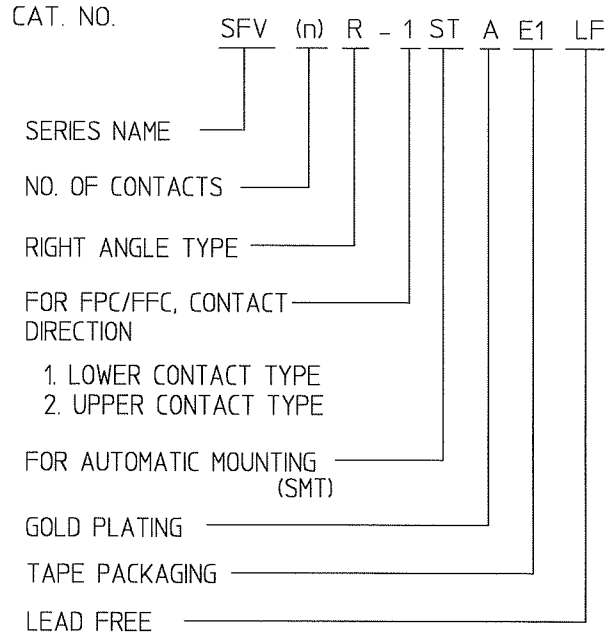 CAT. NO.
SFV (n) R - 1 ST A E1 LF
SERIES NAME
NO. OF CONTACTS
RIGHT ANGLE TYPE
FOR FPC/FFC, CONTACT
DIRECTION
1. LOWER CONTACT TYPE
2. UPPER CONTACT TYPE
FOR AUTOMATIC MOUNTING
(SMT)
GOLD PLATING
TAPE PACKAGING
LEAD FREE